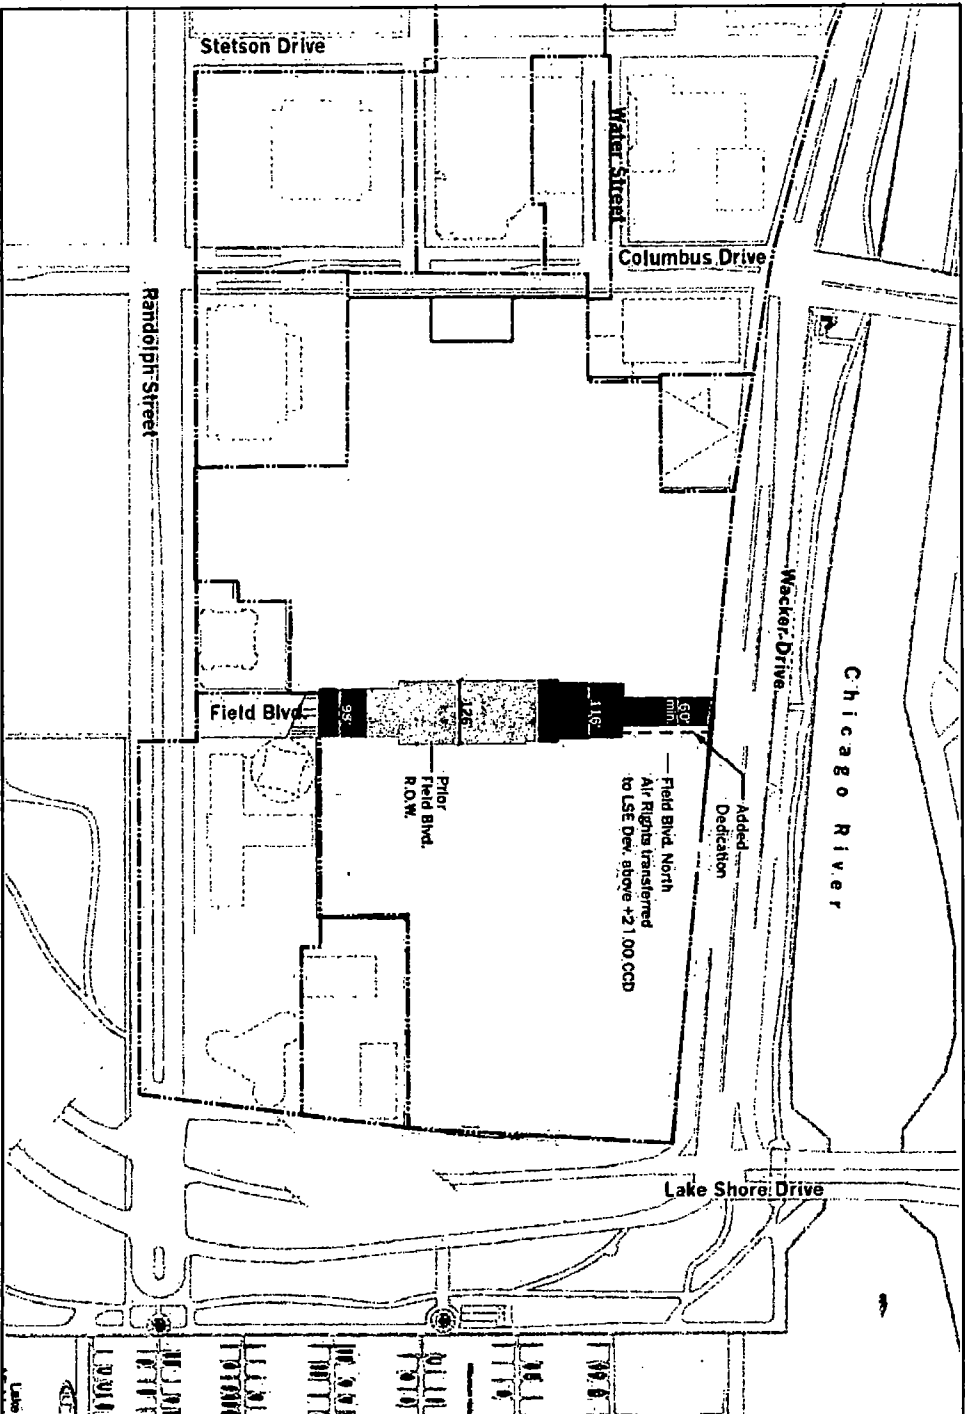 Stetson Drive
Water Street
Columbus Drive
Randolph Street
Wacker Drive
Chicago River
Field Blvd.
126'
116'
60'
min.
Prior
Field Blvd.
R.O.W.
Added
Dedication
Field Blvd. North
Air Rights transferred
to LSE Dev. above +21.00 CCD
Lake Shore Drive
Lake